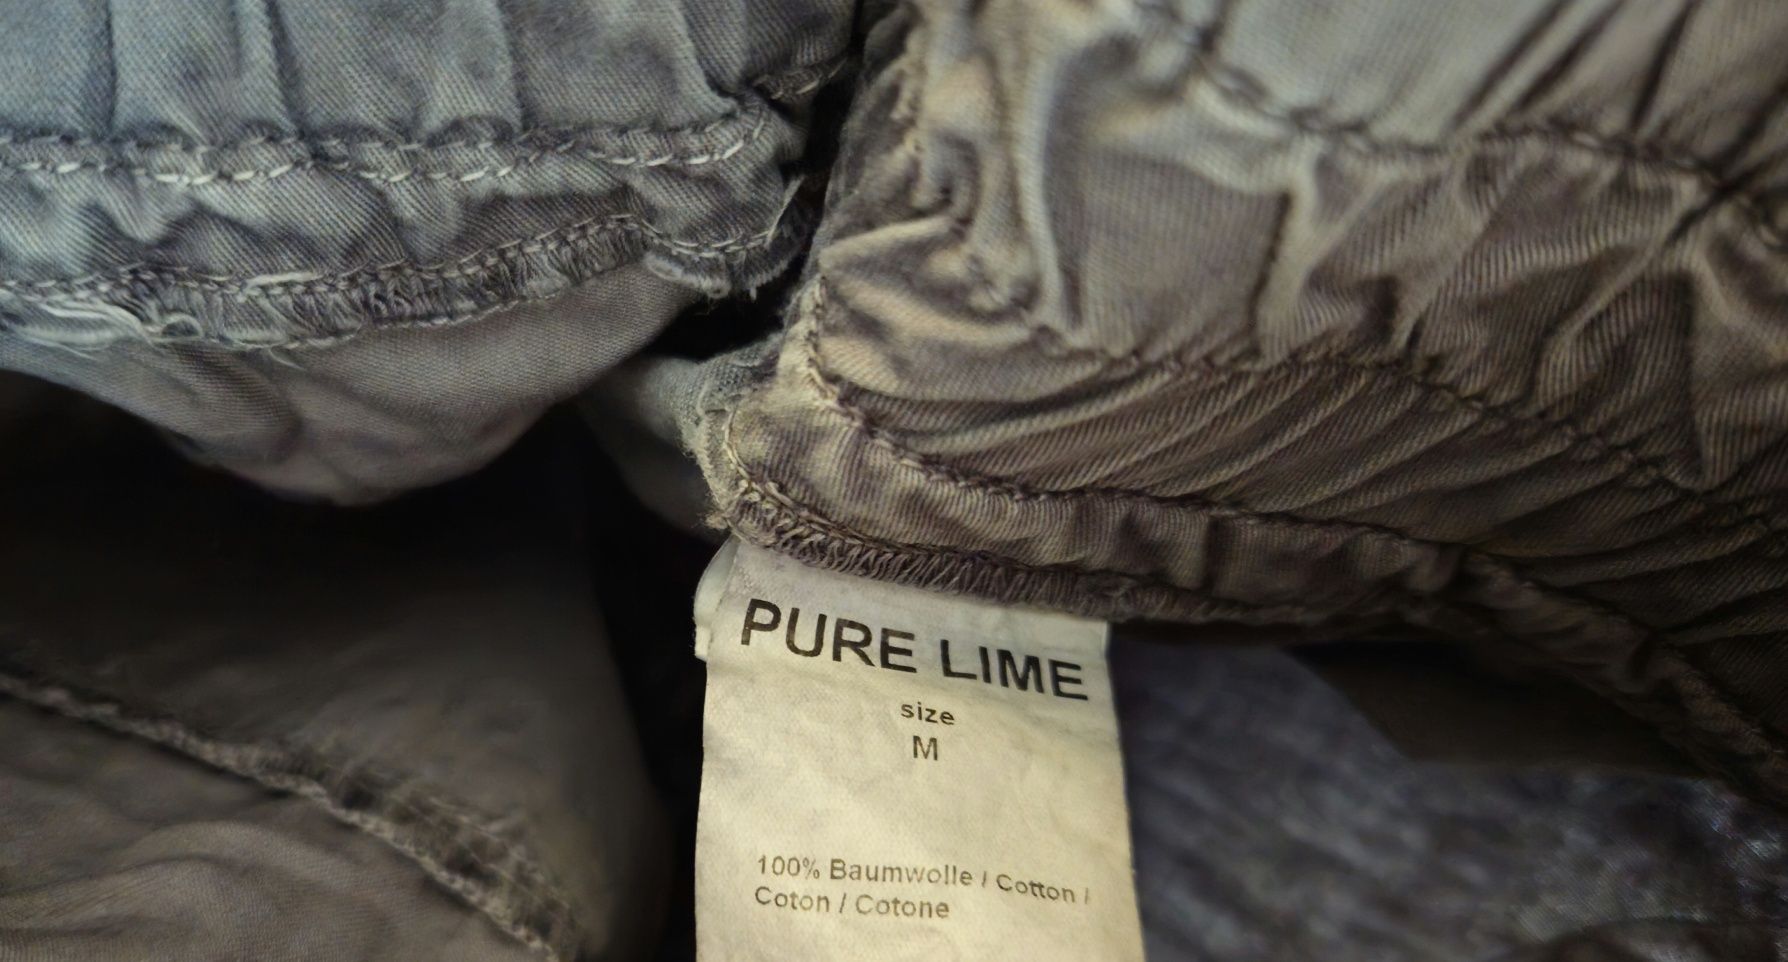 PURE LIME
size
M
100% Baumwolle / Cotton /
Coton / Cotone